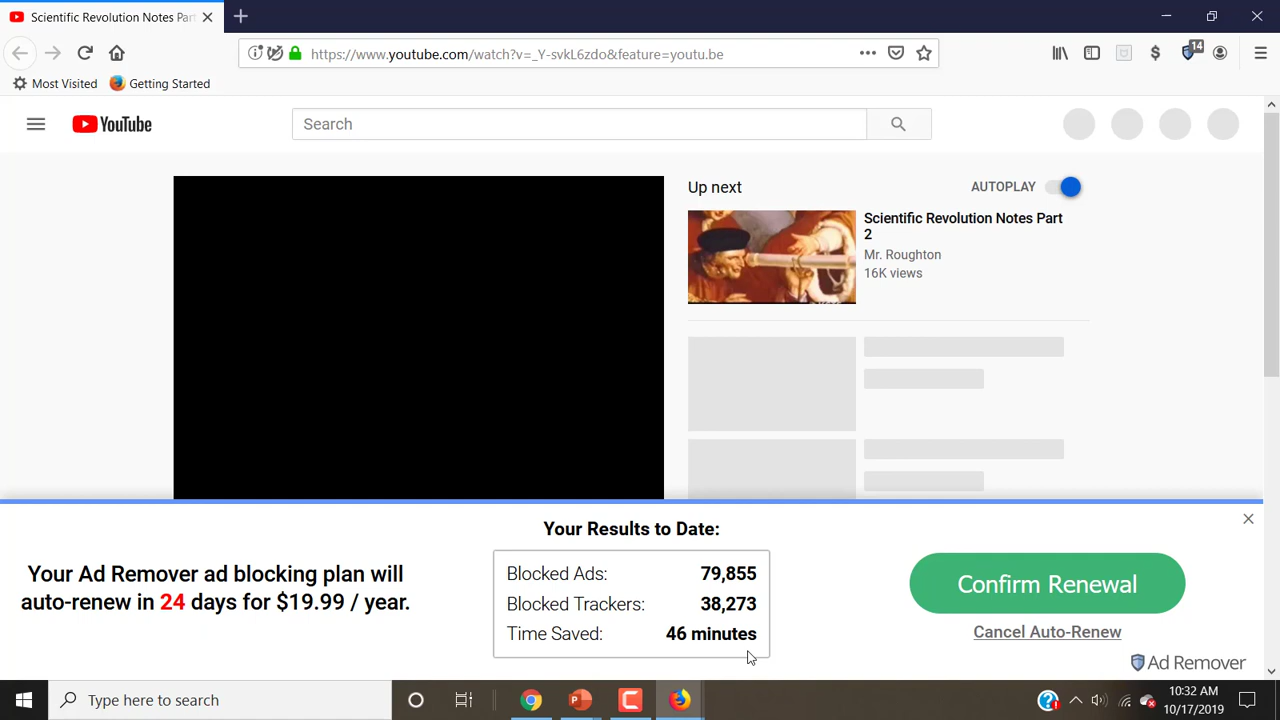 Scientific Revolution Notes Par
https://www.youtube.com/watch?v=_Y-svkL6zdo&feature=youtu.be
14
Most Visited
Getting Started
YouTube
Search
Up next
AUTOPLAY
Scientific Revolution Notes Part
2
Mr. Roughton
16K views
Your Results to Date:
Your Ad Remover ad blocking plan will
auto-renew in 24 days for $19.99 / year.
Blocked Ads: 79,855
Blocked Trackers: 38,273
Time Saved: 46 minutes
Confirm Renewal
Cancel Auto-Renew
Ad Remover
Type here to search
10:32 AM
10/17/2019